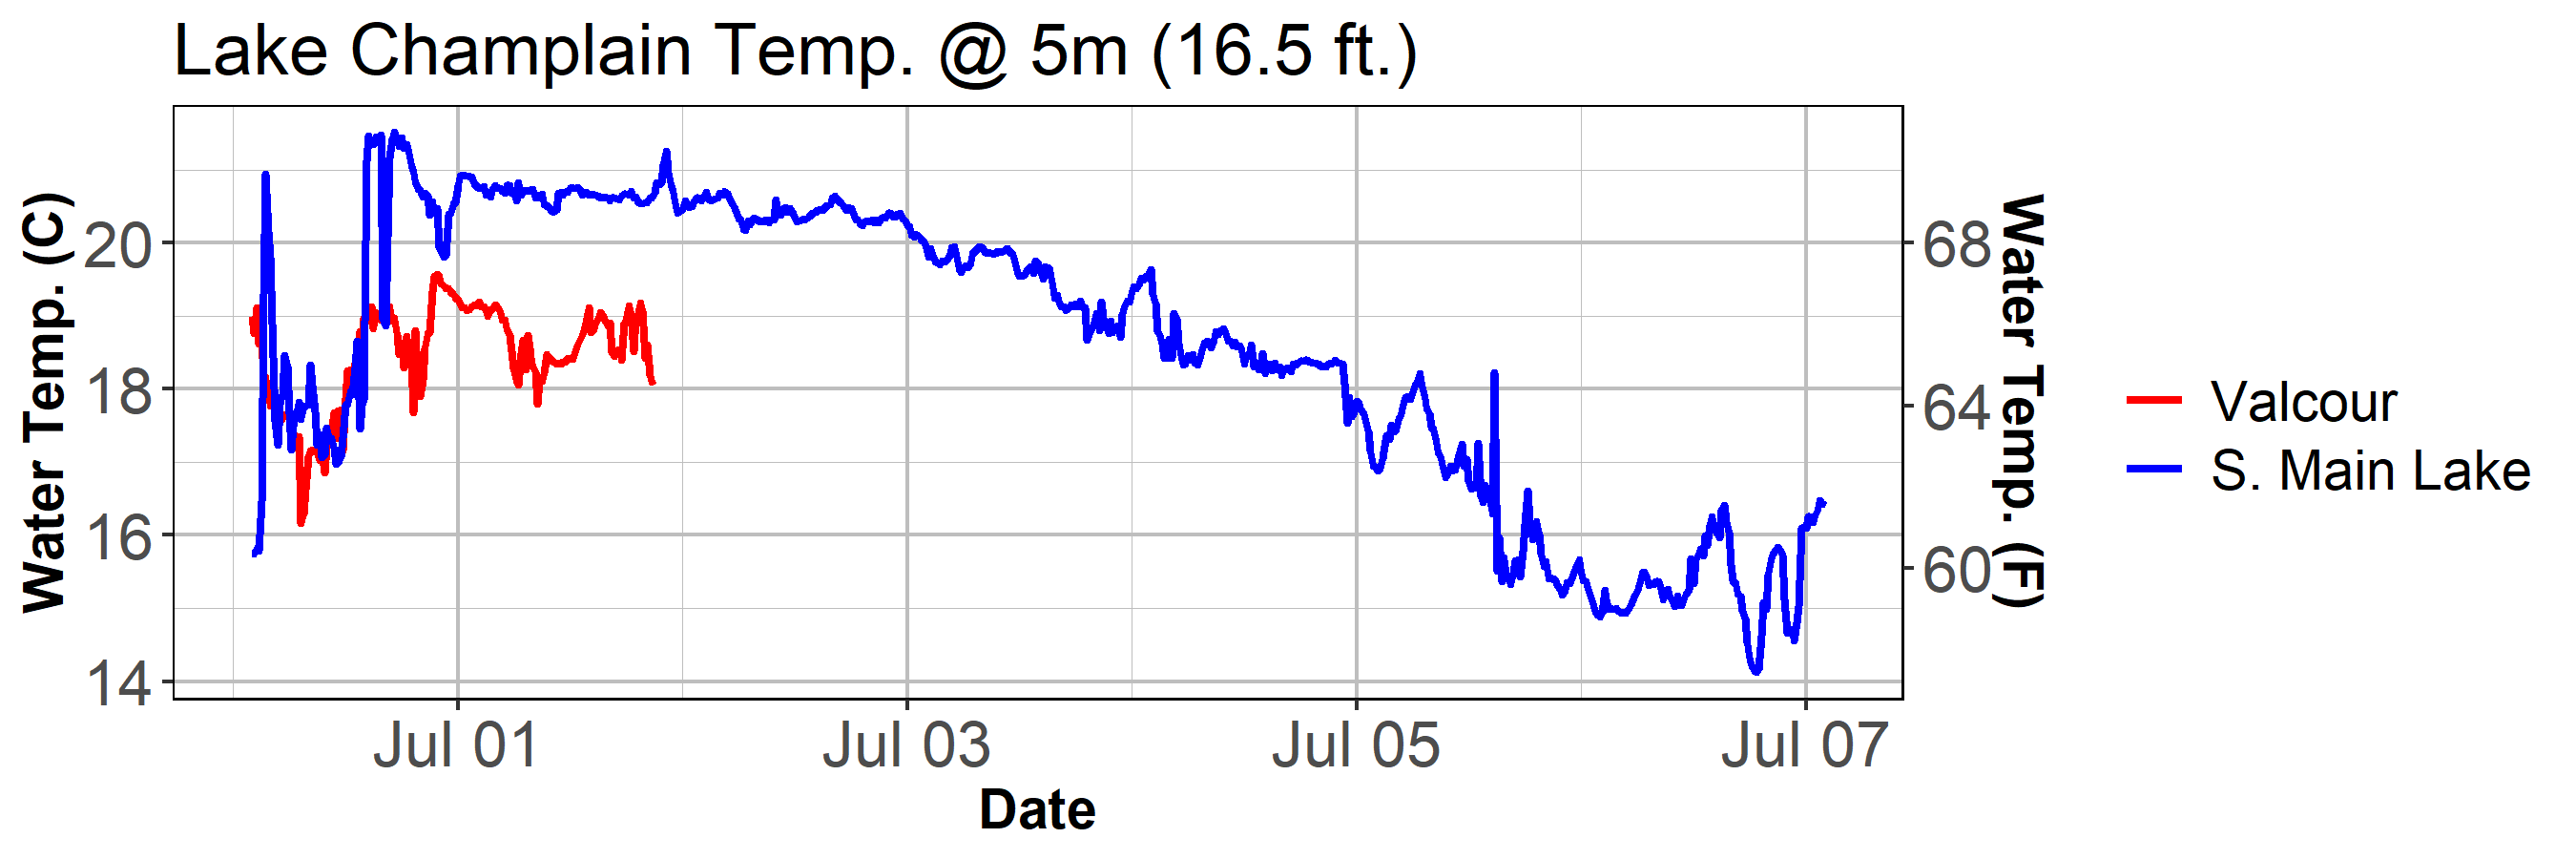 Lake Champlain Temp. @ 5m (16.5 ft.)
Water Temp. (C)
20
18
16
14
68
64
60
Water Temp. (F)
Jul 01
Jul 03
Jul 05
Jul 07
Date
Valcour
S. Main Lake